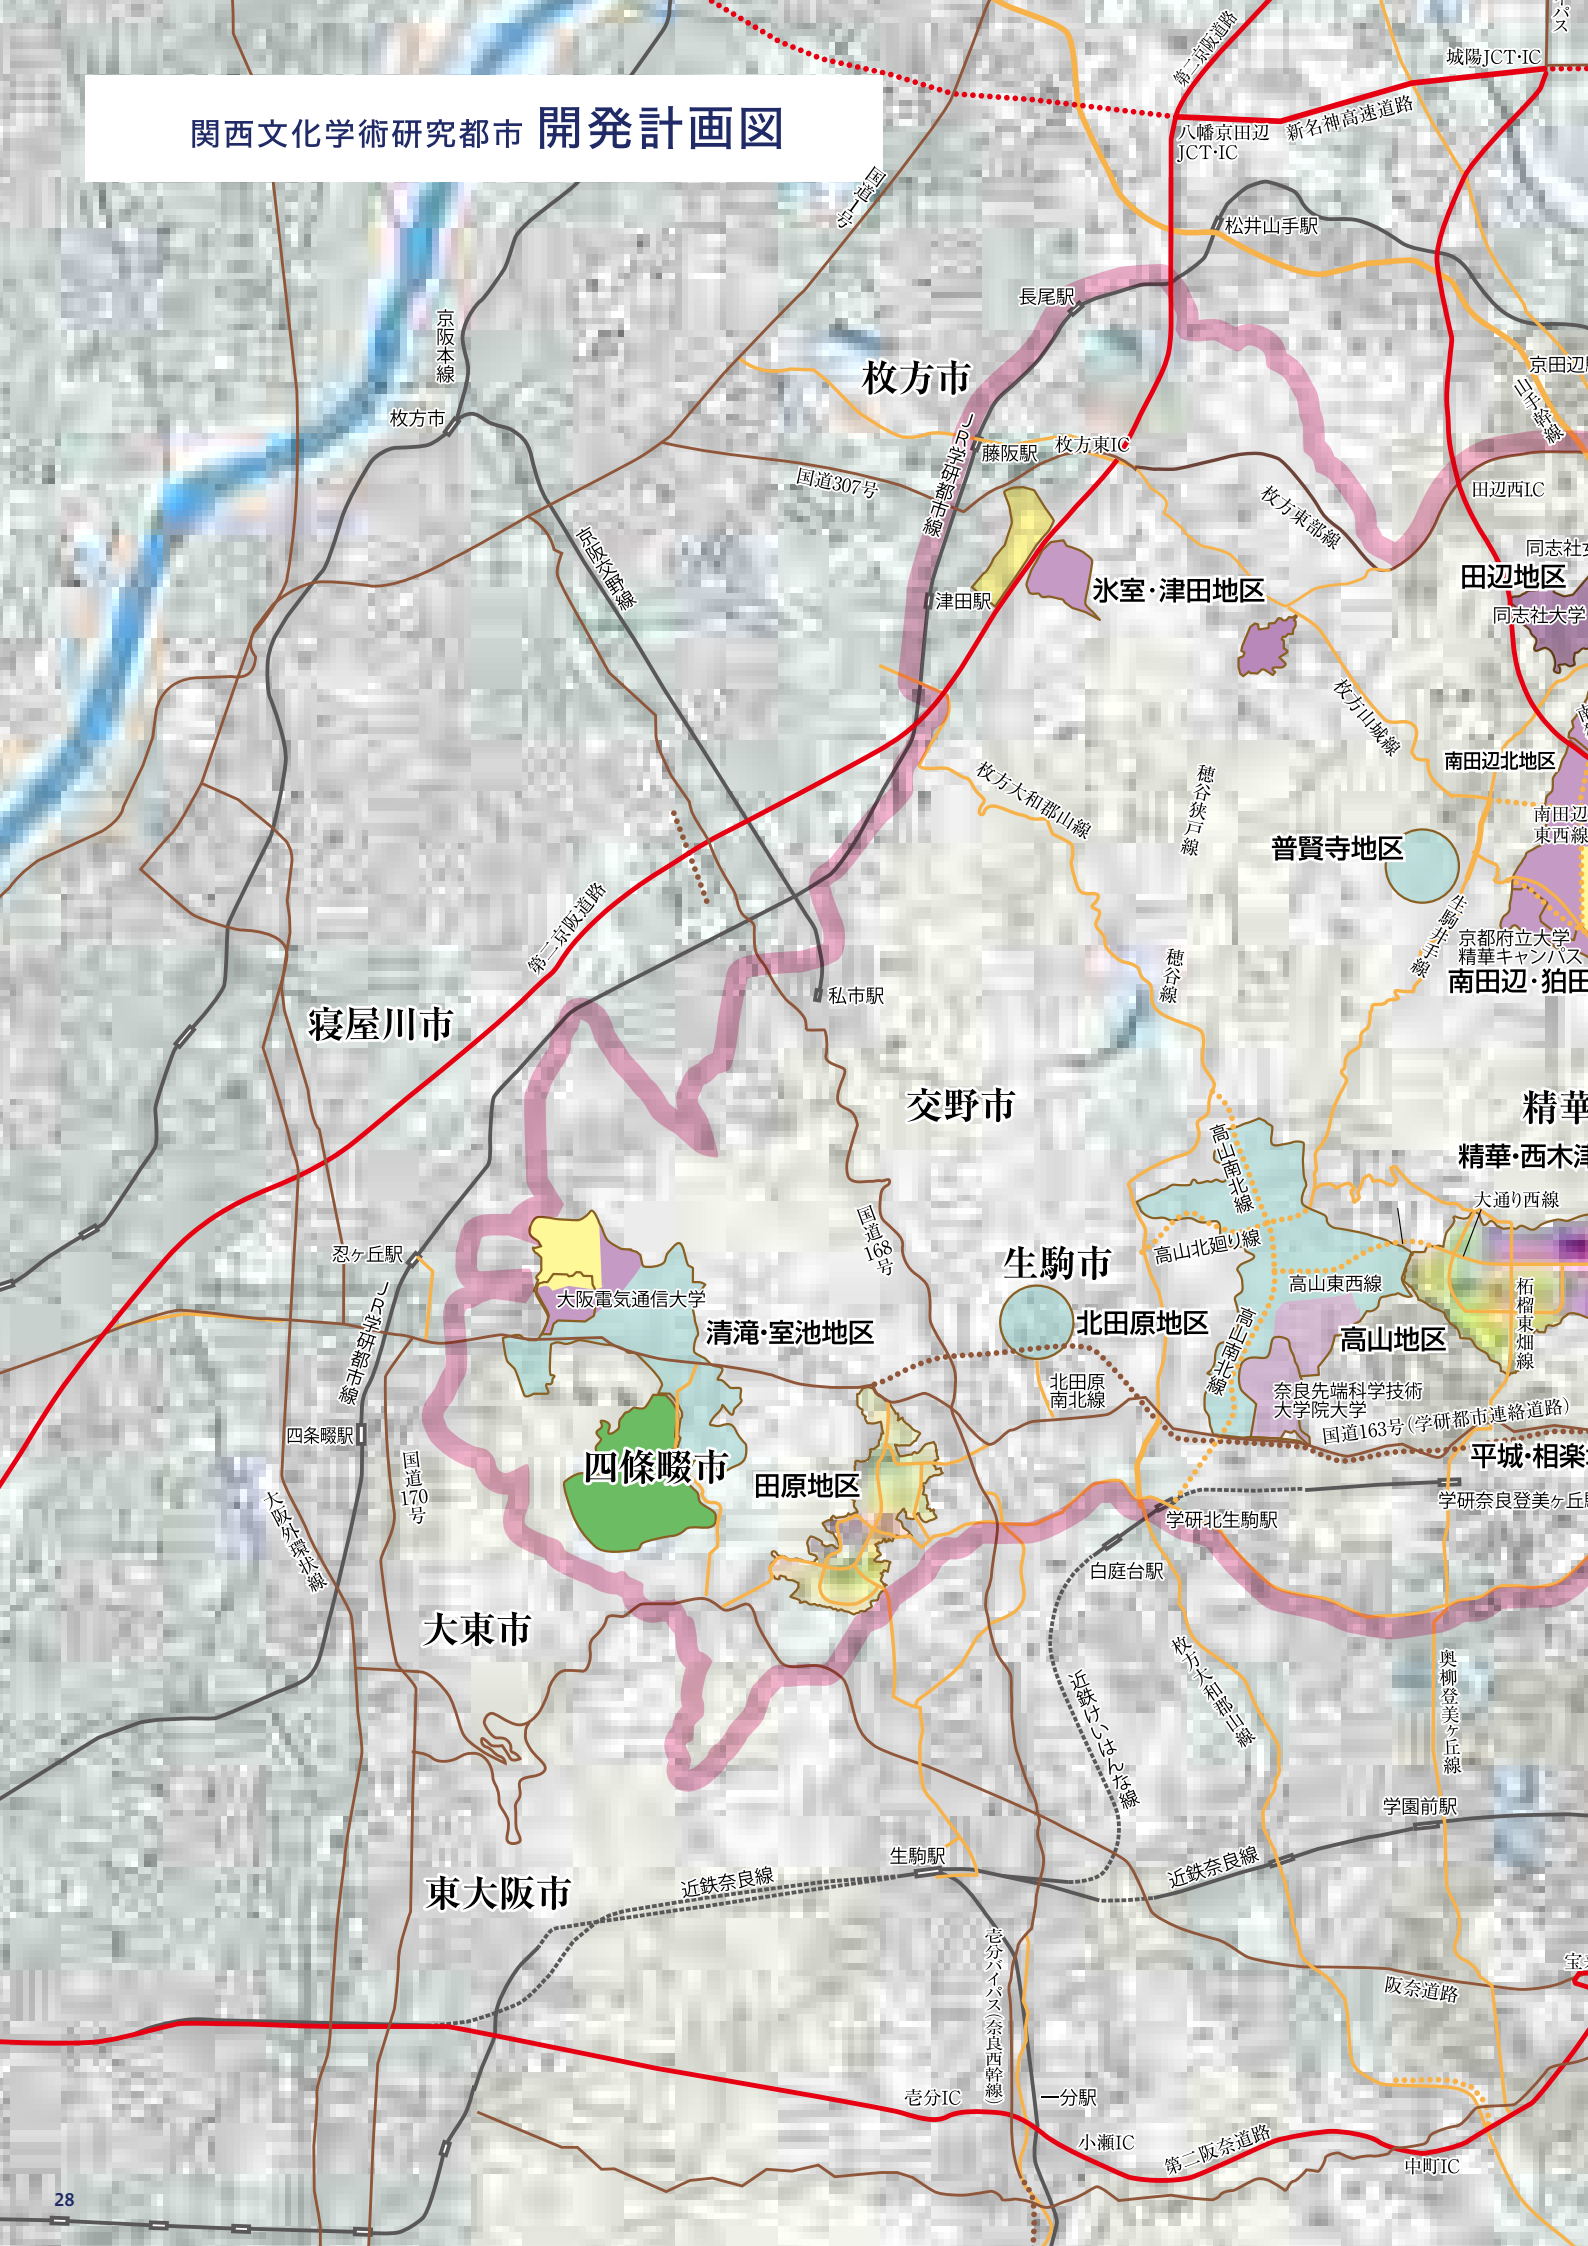 関西文化学術研究都市 開発計画図
第二京阪道路
城陽JCT・IC
八幡京田辺
JCT・IC
新名神高速道路
国道1号
松井山手駅
長尾駅
京阪本線
枚方市
枚方市
山手幹線
JR学研都市線
藤阪駅
枚方東IC
国道307号
田辺西I.C
枚方東部線
京阪交野線
津田駅
氷室・津田地区
田辺地区
同志社大学
枚方山城線
南田辺北地区
枚方大和郡山線
穂谷狭戸線
南田辺
東西線
普賢寺地区
第二京阪道路
生駒井手線
京都府立大学
精華キャンパス
南田辺・狛田
穂谷線
私市駅
寝屋川市
交野市
精華
精華・西木津
高山南北線
大通り西線
国道168号
忍ヶ丘駅
生駒市
高山北廻り線
高山東西線
柘榴東畑線
大阪電気通信大学
清滝・室池地区
北田原地区
高山地区
JR学研都市線
高山南北線
北田原
南北線
奈良先端科学技術
大学院大学
国道163号(学研都市連絡道路)
四条畷駅
国道170号
四條畷市
田原地区
平城・相楽
大阪外環状線
学研北生駒駅
学研奈良登美ヶ丘駅
白庭台駅
大東市
枚方大和郡山線
近鉄けいはんな線
奥柳登美ヶ丘線
学園前駅
生駒駅
近鉄奈良線
近鉄奈良線
東大阪市
壱分バイパス(奈良西幹線)
阪奈道路
壱分IC
一分駅
小瀬IC
第二阪奈道路
中町IC
28